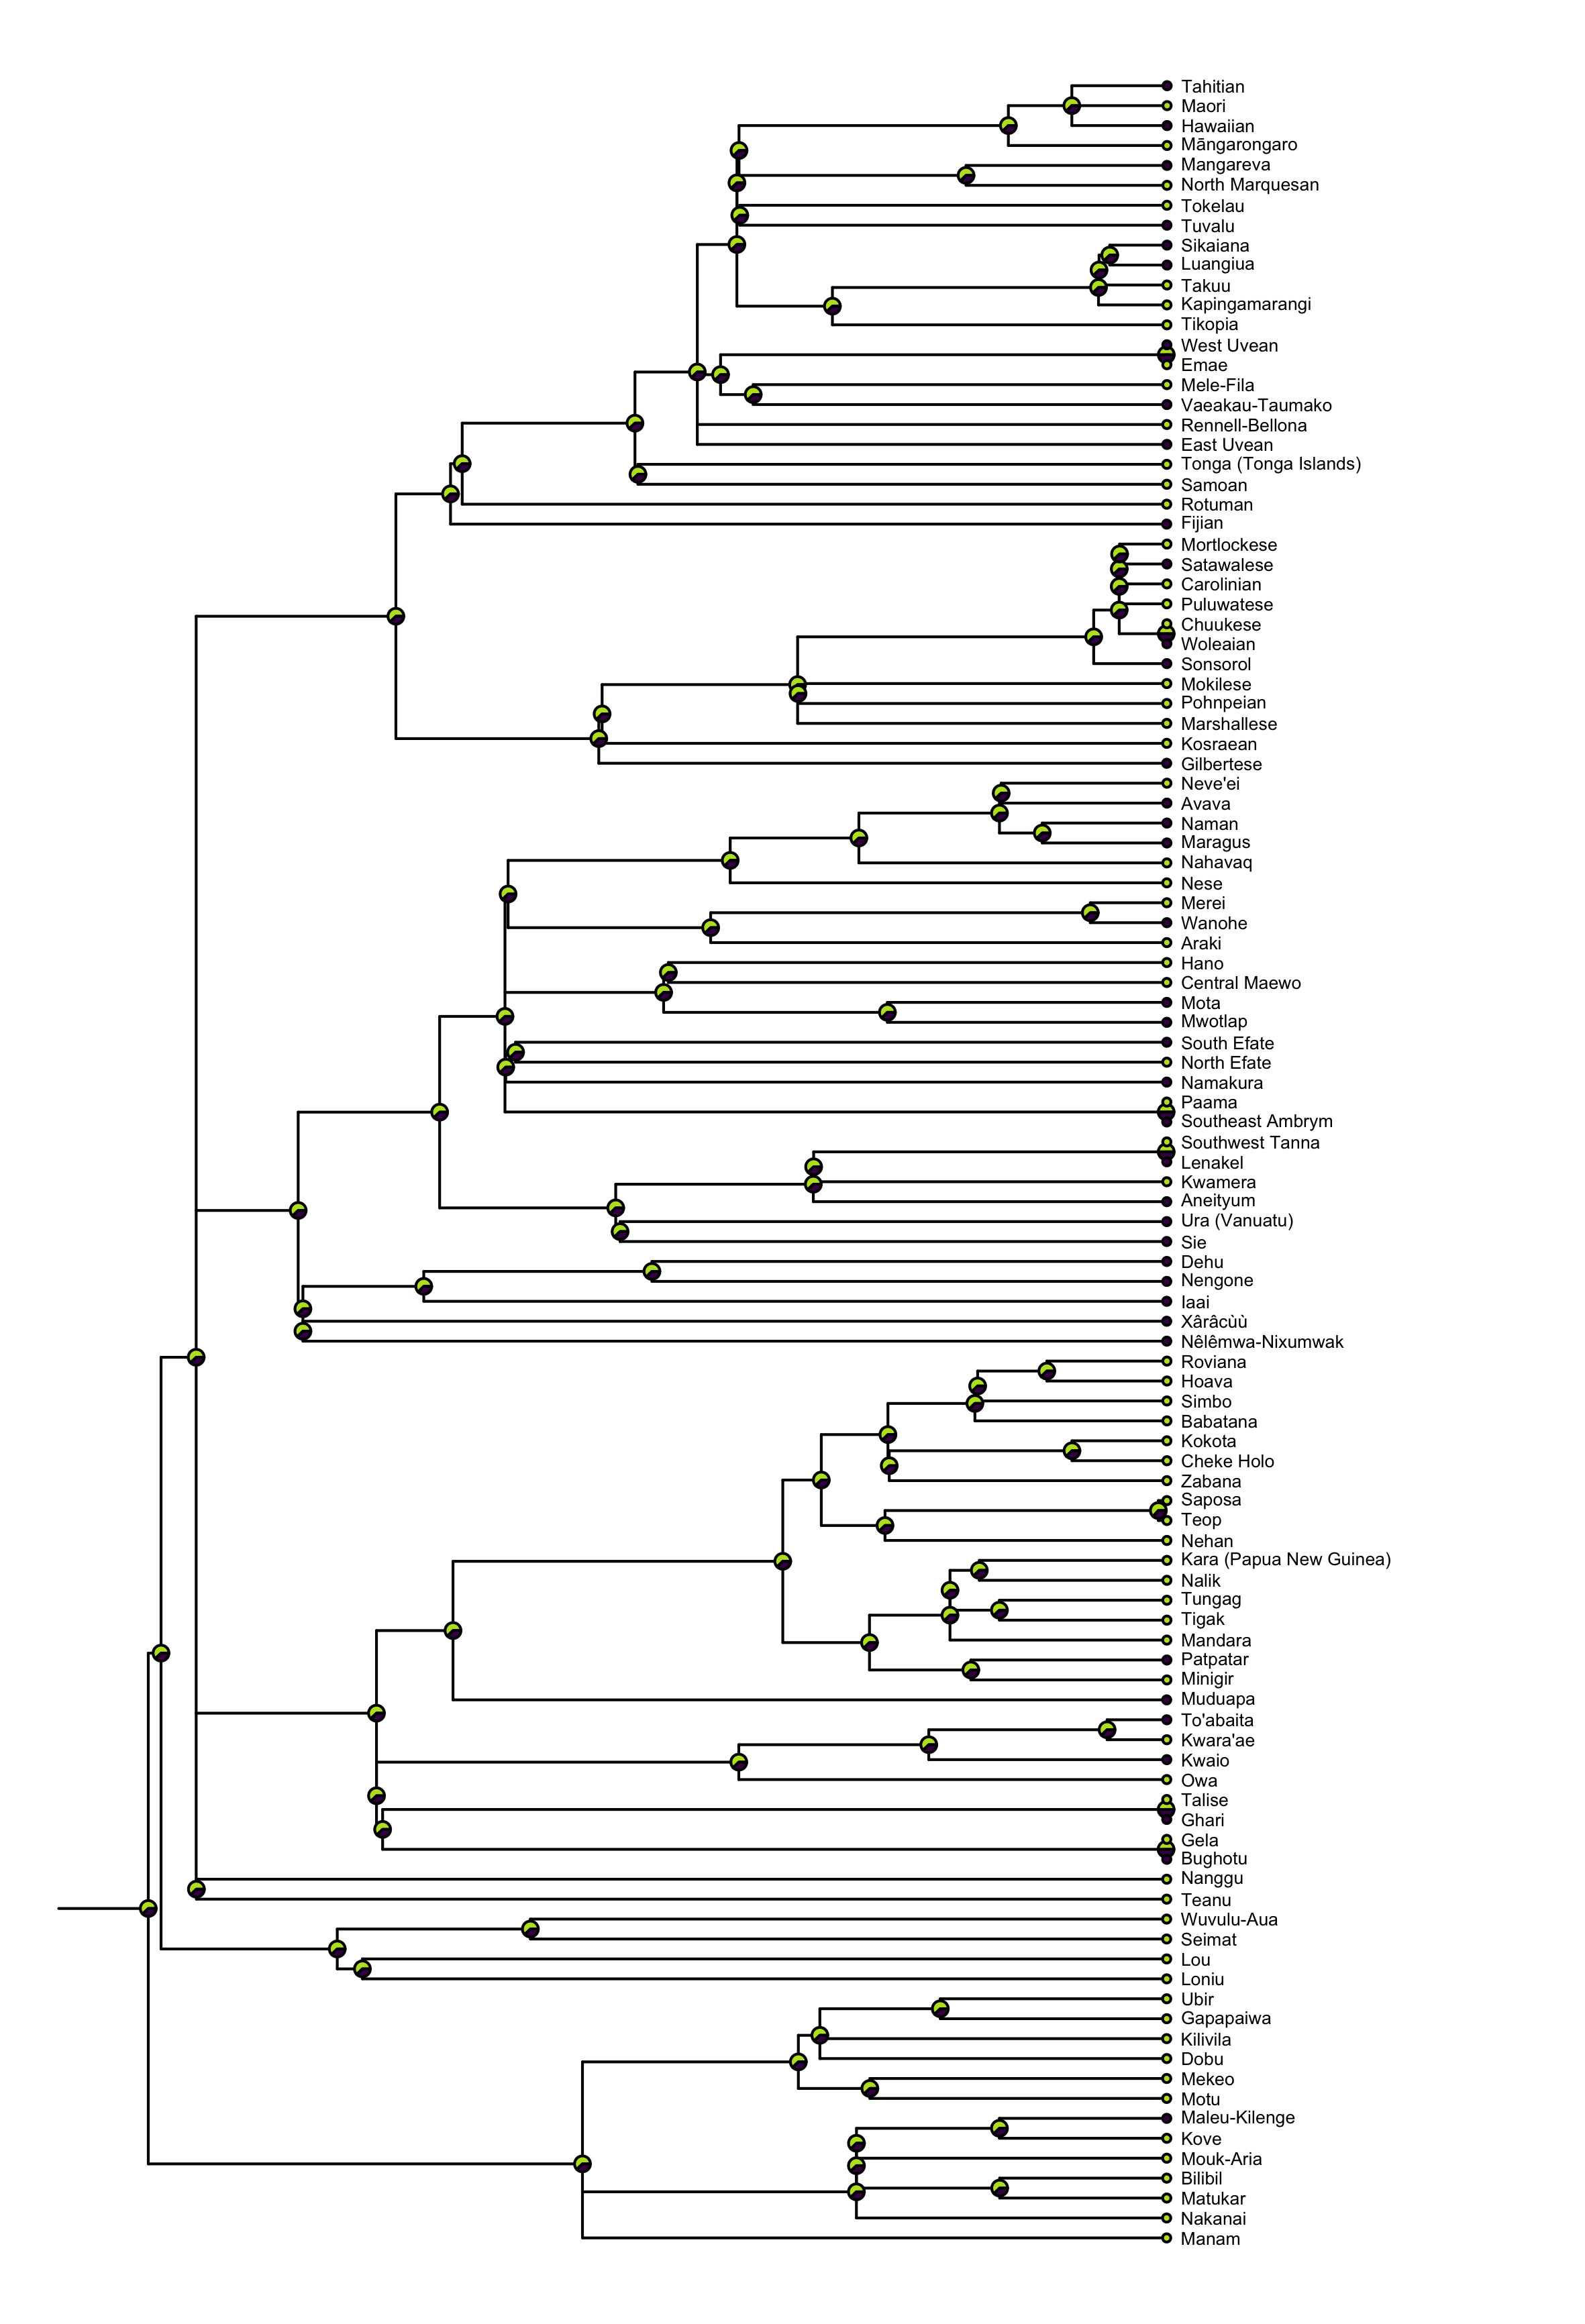 Tahitian
Maori
Hawaiian
Māngarongaro
Mangareva
North Marquesan
Tokelau
Tuvalu
Sikaiana
Luangiua
Takuu
Kapingamarangi
Tikopia
West Uvean
Emae
Mele-Fila
Vaeakau-Taumako
Rennell-Bellona
East Uvean
Tonga (Tonga Islands)
Samoan
Rotuman
Fijian
Mortlockese
Satawalese
Carolinian
Puluwatese
Chuukese
Woleaian
Sonsorol
Mokilese
Pohnpeian
Marshallese
Kosraean
Gilbertese
Neve'ei
Avava
Naman
Maragus
Nahavaq
Nese
Merei
Wanohe
Araki
Hano
Central Maewo
Mota
Mwotlap
South Efate
North Efate
Namakura
Paama
Southeast Ambrym
Southwest Tanna
Lenakel
Kwamera
Aneityum
Ura (Vanuatu)
Sie
Dehu
Nengone
Iaai
Xârâcùù
Nêlêmwa-Nixumwak
Roviana
Hoava
Simbo
Babatana
Kokota
Cheke Holo
Zabana
Saposa
Teop
Nehan
Kara (Papua New Guinea)
Nalik
Tungag
Tigak
Mandara
Patpatar
Minigir
Muduapa
To'abaita
Kwara'ae
Kwaio
Owa
Talise
Ghari
Gela
Bughotu
Nanggu
Teanu
Wuvulu-Aua
Seimat
Lou
Loniu
Ubir
Gapapaiwa
Kilivila
Dobu
Mekeo
Motu
Maleu-Kilenge
Kove
Mouk-Aria
Bilibil
Matukar
Nakanai
Manam